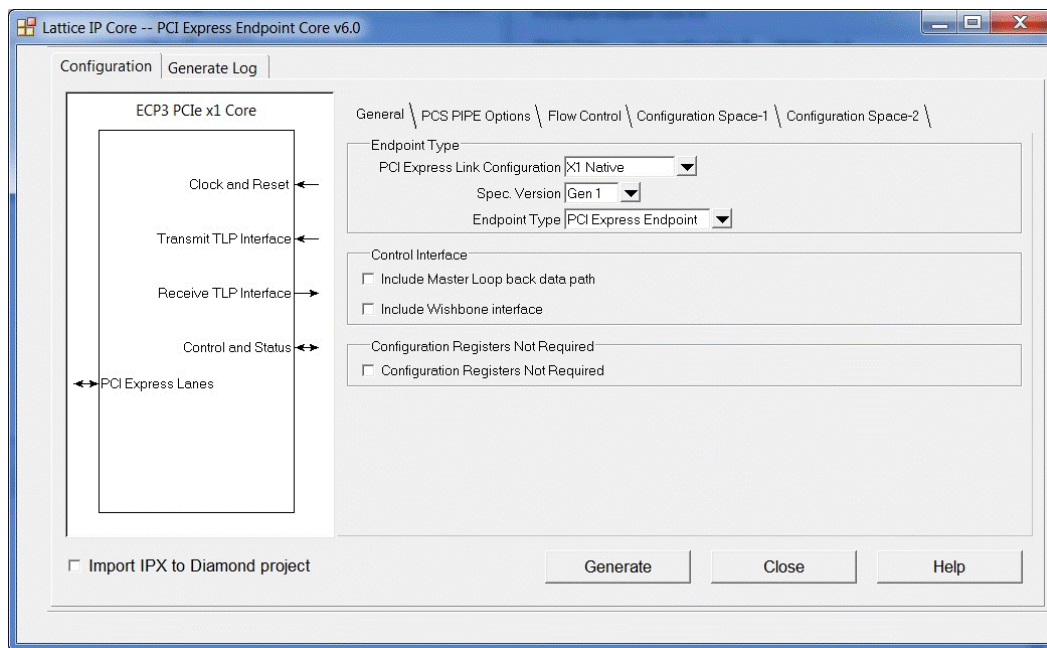 Lattice IP Core -- PCI Express Endpoint Core v6.0
Configuration
Generate Log
ECP3 PCIe x1 Core
Clock and Reset
Transmit TLP Interface
Receive TLP Interface
Control and Status
PCI Express Lanes
General \ PCS PIPE Options \ Flow Control \ Configuration Space-1 \ Configuration Space-2 \
Endpoint Type
PCI Express Link Configuration X1 Native
Spec. Version Gen 1
Endpoint Type PCI Express Endpoint
Control Interface
Include Master Loop back data path
Include Wishbone interface
Configuration Registers Not Required
Configuration Registers Not Required
Import IPX to Diamond project
Generate
Close
Help